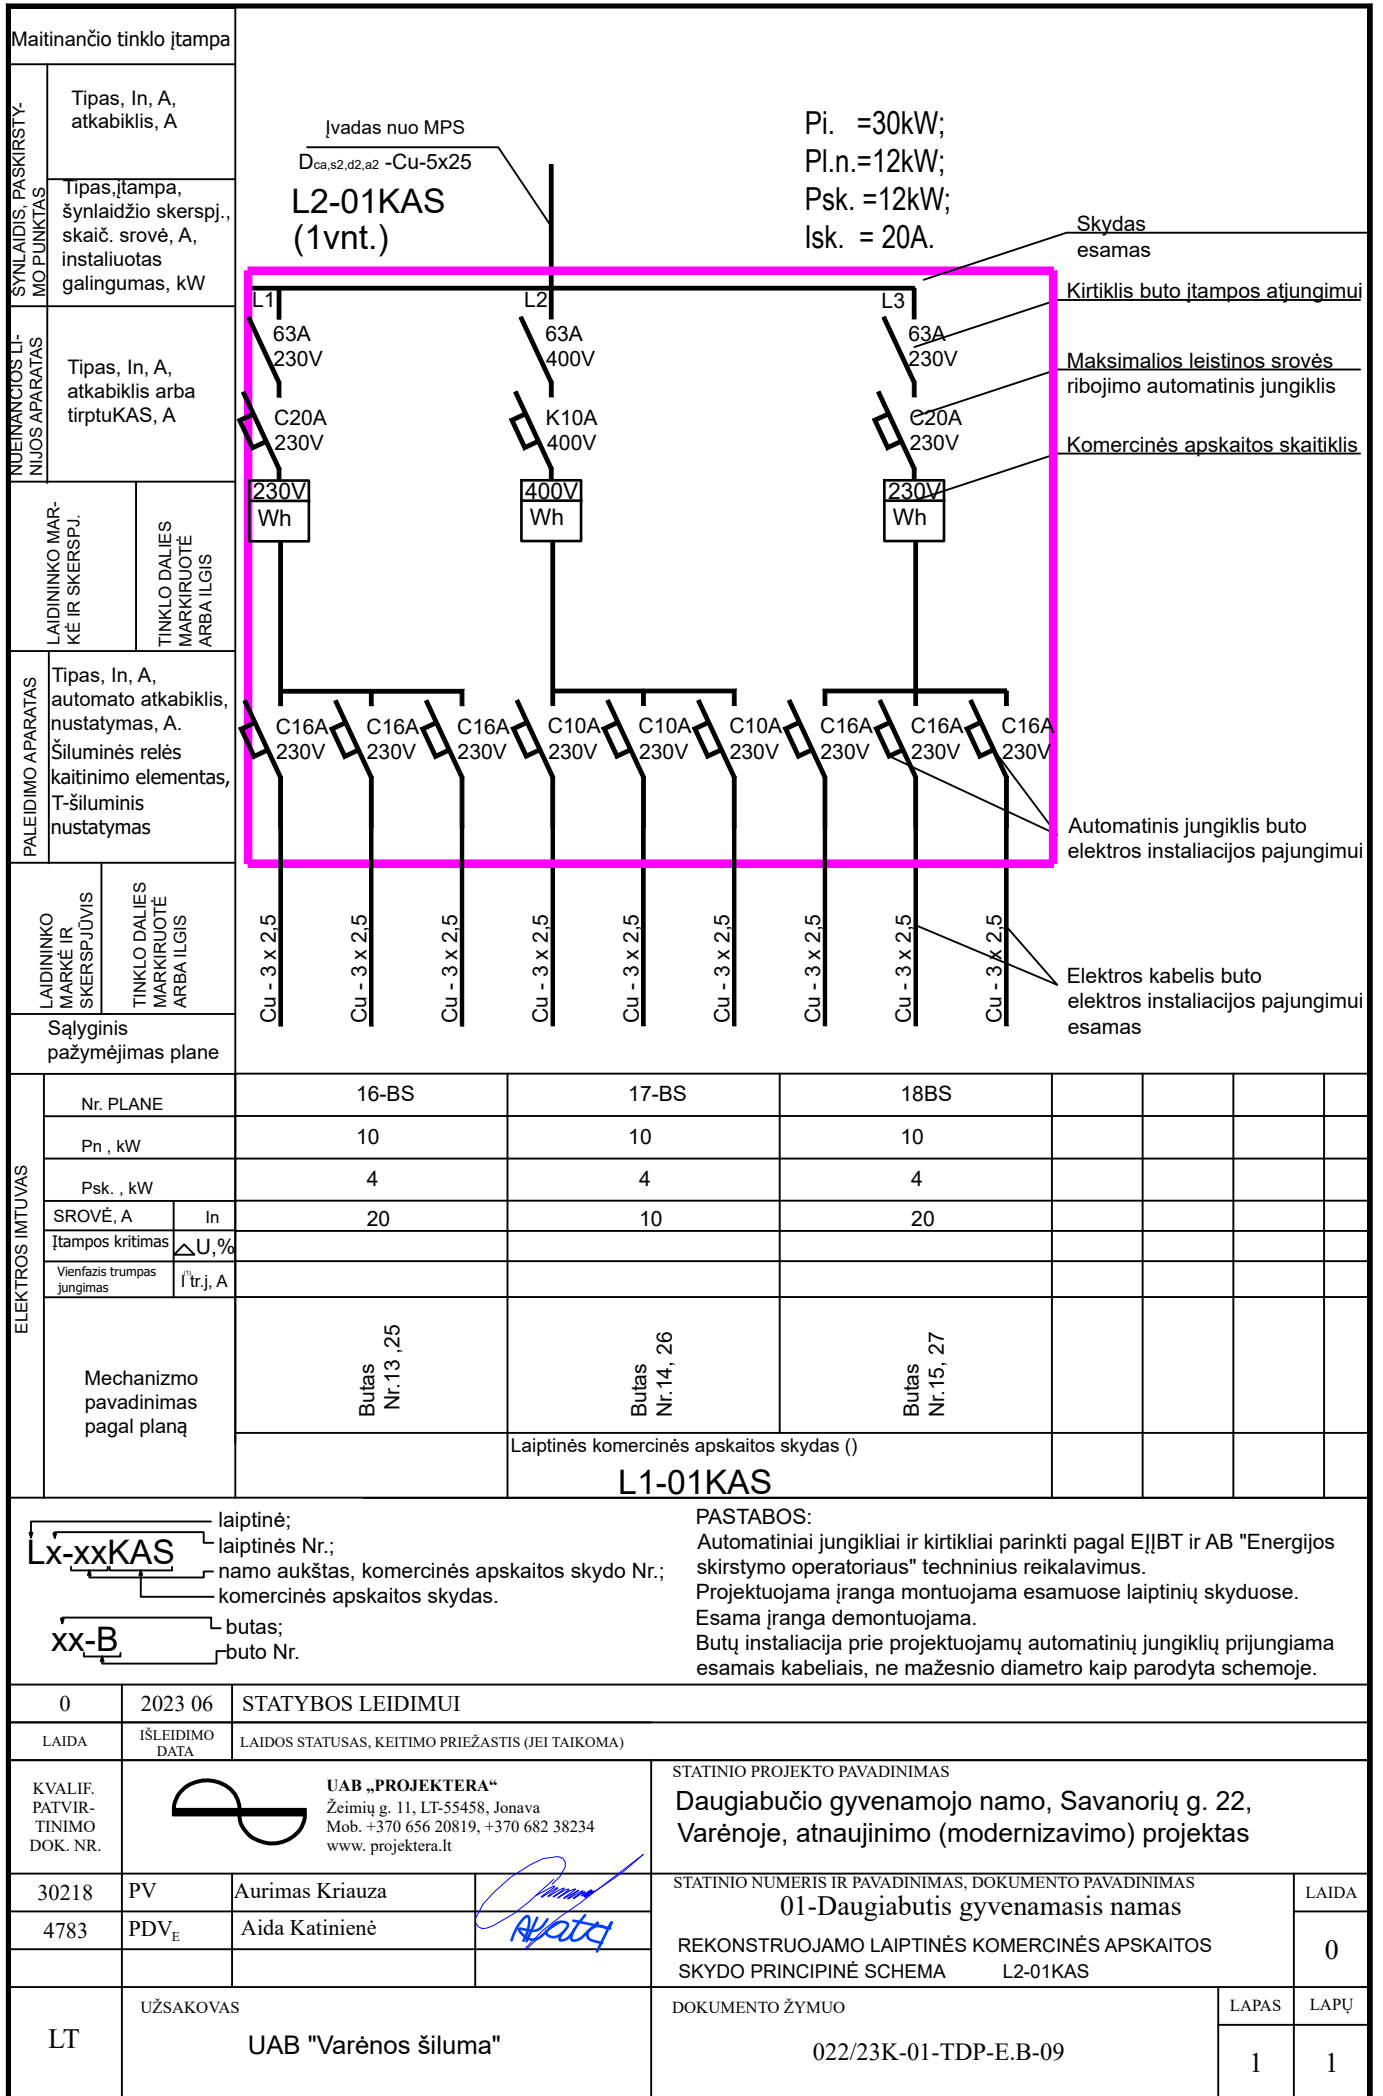 Maitinančio tinklo įtampa
ŠYNLAIDIS, PASKIRSTY-
MO PUNKTAS
Tipas, In, A,
atkabiklis, A
Tipas,įtampa,
šynlaidžio skerspj.,
skaič. srovė, A,
instaliuotas
galingumas, kW
NUEINANČIOS LI-
NIJOS APARATAS
Tipas, In, A,
atkabiklis arba
tirptuKAS, A
LAIDININKO MAR-
KĖ IR SKERSPJ.
TINKLO DALIES
MARKIRUOTĖ
ARBA ILGIS
PALEIDIMO APARATAS
Tipas, In, A,
automato atkabiklis,
nustatymas, A.
Šiluminės relės
kaitinimo elementas,
T-šiluminis
nustatymas
LAIDININKO
MARKĖ IR
SKERSPJŪVIS
TINKLO DALIES
MARKIRUOTĖ
ARBA ILGIS
Sąlyginis
pažymėjimas plane
Įvadas nuo MPS
Dca,s2,d2,a2 -Cu-5x25
L2-01KAS
(1vnt.)
Pi. =30kW;
Pl.n.=12kW;
Psk. =12kW;
Isk. = 20A.
Skydas
esamas
Kirtiklis buto įtampos atjungimui
Maksimalios leistinos srovės
ribojimo automatinis jungiklis
Komercinės apskaitos skaitiklis
L1 L2 L3
63A 63A 63A
230V 400V 230V
C20A K10A C20A
230V 400V 230V
230V 400V 230V
Wh Wh Wh
C16A C16A C16A C10A C10A C10A C16A C16A C16A
230V 230V 230V 230V 230V 230V 230V 230V 230V
Automatinis jungiklis buto
elektros instaliacijos pajungimui
Cu - 3 x 2,5
Cu - 3 x 2,5
Cu - 3 x 2,5
Cu - 3 x 2,5
Cu - 3 x 2,5
Cu - 3 x 2,5
Cu - 3 x 2,5
Cu - 3 x 2,5
Cu - 3 x 2,5
Elektros kabelis buto
elektros instaliacijos pajungimui
esamas
ELEKTROS IMTUVAS
Nr. PLANE 16-BS 17-BS 18BS
Pn , kW 10 10 10
Psk. , kW 4 4 4
SROVĖ, A In 20 10 20
Įtampos kritimas △U,%
Vienfazis trumpas
jungimas
I(1)tr.j, A
Mechanizmo
pavadinimas
pagal planą
Butas
Nr.13 ,25
Butas
Nr.14, 26
Butas
Nr.15, 27
Laiptinės komercinės apskaitos skydas ()
L1-01KAS
Lx-xxKAS
laiptinė;
laiptinės Nr.;
namo aukštas, komercinės apskaitos skydo Nr.;
komercinės apskaitos skydas.
xx-B
butas;
buto Nr.
PASTABOS:
Automatiniai jungikliai ir kirtikliai parinkti pagal EĮĮBT ir AB "Energijos
skirstymo operatoriaus" techninius reikalavimus.
Projektuojama įranga montuojama esamuose laiptinių skyduose.
Esama įranga demontuojama.
Butų instaliacija prie projektuojamų automatinių jungiklių prijungiama
esamais kabeliais, ne mažesnio diametro kaip parodyta schemoje.
0 2023 06 STATYBOS LEIDIMUI
LAIDA IŠLEIDIMO DATA LAIDOS STATUSAS, KEITIMO PRIEŽASTIS (JEI TAIKOMA)
KVALIF.
PATVIR-
TINIMO
DOK. NR.
UAB „PROJEKTERA“
Žeimių g. 11, LT-55458, Jonava
Mob. +370 656 20819, +370 682 38234
www. projektera.lt
STATINIO PROJEKTO PAVADINIMAS
Daugiabučio gyvenamojo namo, Savanorių g. 22,
Varėnoje, atnaujinimo (modernizavimo) projektas
30218 PV Aurimas Kriauza
4783 PDVE Aida Katinienė
STATINIO NUMERIS IR PAVADINIMAS, DOKUMENTO PAVADINIMAS
01-Daugiabutis gyvenamasis namas
REKONSTRUOJAMO LAIPTINĖS KOMERCINĖS APSKAITOS
SKYDO PRINCIPINĖ SCHEMA L2-01KAS
LAIDA
0
LT
UŽSAKOVAS
UAB "Varėnos šiluma"
DOKUMENTO ŽYMUO
022/23K-01-TDP-E.B-09
LAPAS LAPŲ
1 1